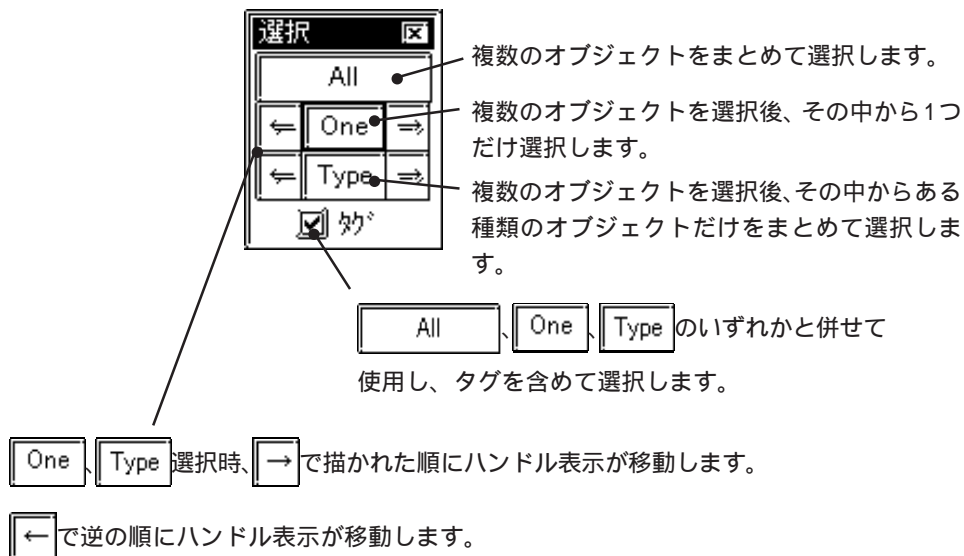 選択
All
複数のオブジェクトをまとめて選択します。
⇐ One ⇒
複数のオブジェクトを選択後、その中から1つ
だけ選択します。
⇐ Type ⇒
複数のオブジェクトを選択後、その中からある
種類のオブジェクトだけをまとめて選択しま
す。
ﾀｸﾞ
All、One、Typeのいずれかと併せて
使用し、タグを含めて選択します。
One、Type選択時、→で描かれた順にハンドル表示が移動します。
←で逆の順にハンドル表示が移動します。